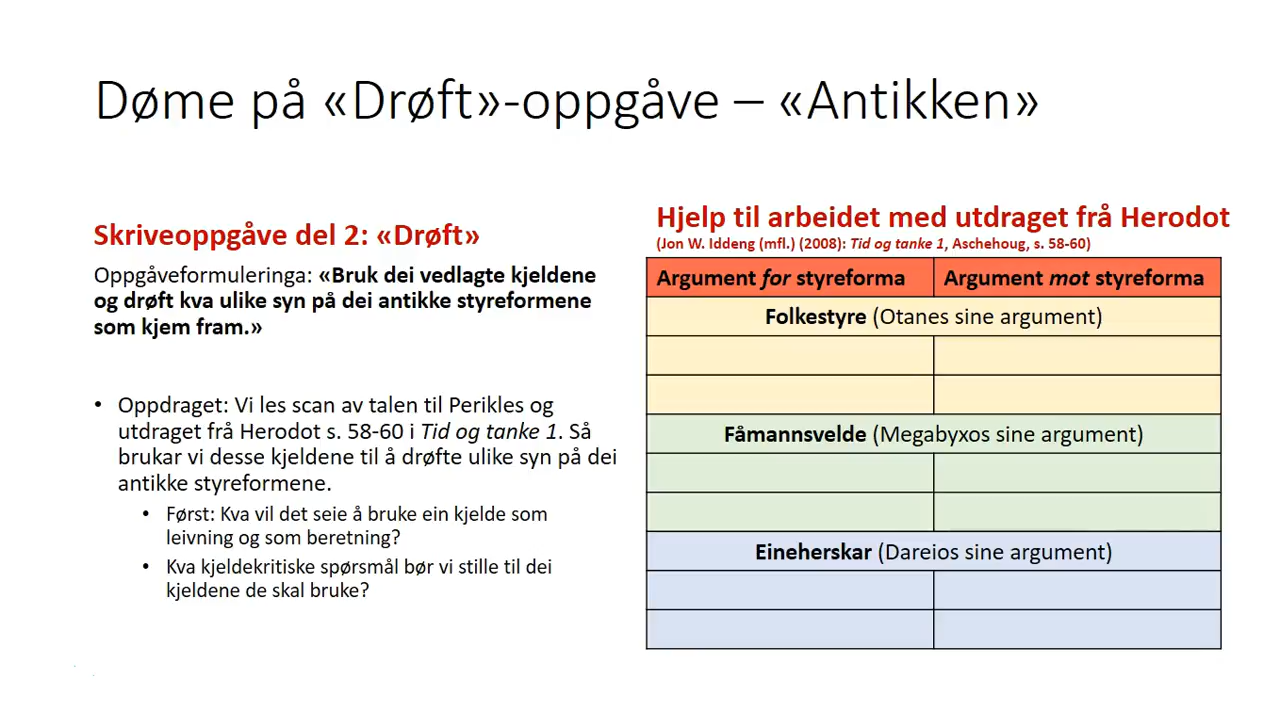 Døme på «Drøft»-oppgåve – «Antikken»
Skriveoppgåve del 2: «Drøft»
Oppgåveformuleringa: «Bruk dei vedlagte kjeldene
og drøft kva ulike syn på dei antikke styreformene
som kjem fram.»
• Oppdraget: Vi les scan av talen til Perikles og
utdraget frå Herodot s. 58-60 i Tid og tanke 1. Så
brukar vi desse kjeldene til å drøfte ulike syn på dei
antikke styreformene.
• Først: Kva vil det seie å bruke ein kjelde som
leivning og som beretning?
• Kva kjeldekritiske spørsmål bør vi stille til dei
kjeldene de skal bruke?
Hjelp til arbeidet med utdraget frå Herodot
(Jon W. Iddeng (mfl.) (2008): Tid og tanke 1, Aschehoug, s. 58-60)
Argument for styreforma Argument mot styreforma
Folkestyre (Otanes sine argument)
Fåmannsvelde (Megabyxos sine argument)
Eineherskar (Dareios sine argument)